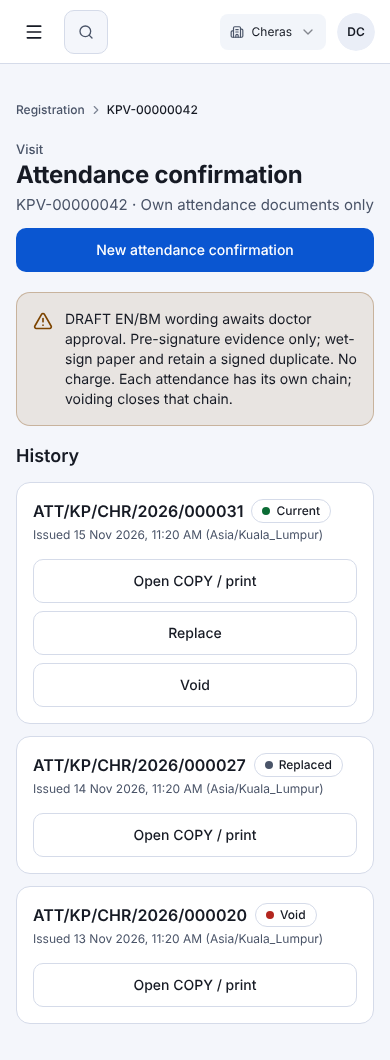 Cheras
DC
Registration > KPV-00000042
Visit
Attendance confirmation
KPV-00000042 · Own attendance documents only
New attendance confirmation
DRAFT EN/BM wording awaits doctor
approval. Pre-signature evidence only; wet-
sign paper and retain a signed duplicate. No
charge. Each attendance has its own chain;
voiding closes that chain.
History
ATT/KP/CHR/2026/000031 Current
Issued 15 Nov 2026, 11:20 AM (Asia/Kuala_Lumpur)
Open COPY / print
Replace
Void
ATT/KP/CHR/2026/000027 Replaced
Issued 14 Nov 2026, 11:20 AM (Asia/Kuala_Lumpur)
Open COPY / print
ATT/KP/CHR/2026/000020 Void
Issued 13 Nov 2026, 11:20 AM (Asia/Kuala_Lumpur)
Open COPY / print